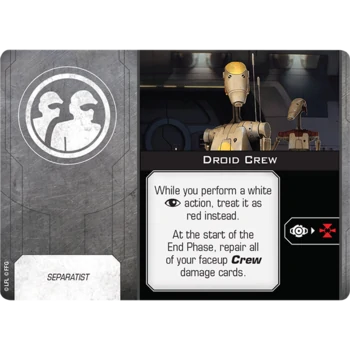 DROID CREW
While you perform a white
action, treat it as
red instead.
At the start of the
End Phase, repair all
of your faceup Crew
damage cards.
SEPARATIST
©LFL ©FFG